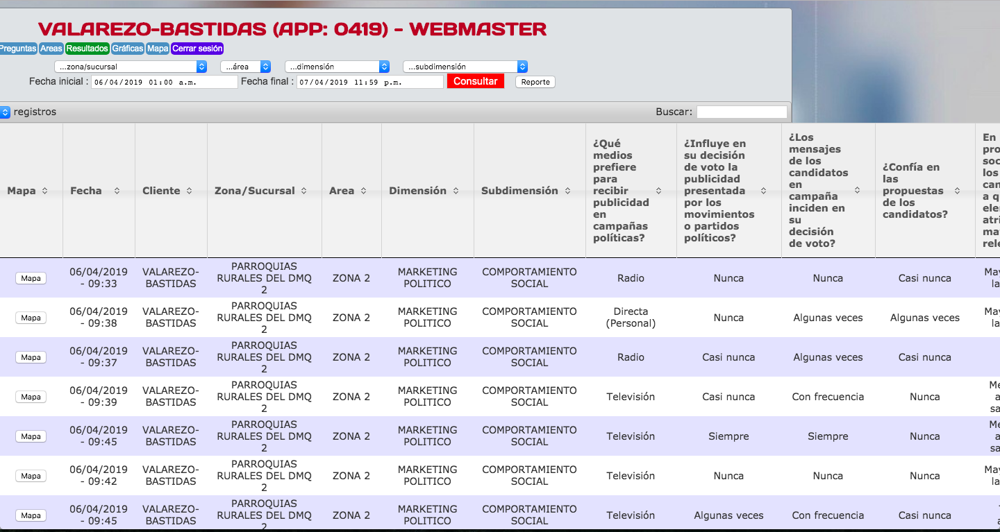 VALAREZO-BASTIDAS (APP: 0419) - WEBMASTER
Preguntas Areas Resultados Gráficas Mapa Cerrar sesión
...zona/sucursal ...área ...dimensión ...subdimensión
Fecha inicial : 06/04/2019 01:00 a.m. Fecha final : 07/04/2019 11:59 p.m. Consultar Reporte
registros Buscar:
Mapa
Fecha
Cliente
Zona/Sucursal
Area
Dimensión
Subdimensión
¿Qué
medios
prefiere
para
recibir
publicidad
en
campañas
políticas?
¿Influye en
su decisión
de voto la
publicidad
presentada
por los
movimientos
o partidos
políticos?
¿Los
mensajes
de los
candidatos
en
campaña
inciden en
su
decisión
de voto?
¿Confía en
las
propuestas
de los
candidatos?
En
los
a
Mapa
06/04/2019
- 09:33
VALAREZO-
BASTIDAS
PARROQUIAS
RURALES DEL DMQ
2
ZONA 2
MARKETING
POLITICO
COMPORTAMIENTO
SOCIAL
Radio
Nunca
Nunca
Casi nunca
Mapa
06/04/2019
- 09:38
VALAREZO-
BASTIDAS
PARROQUIAS
RURALES DEL DMQ
2
ZONA 2
MARKETING
POLITICO
COMPORTAMIENTO
SOCIAL
Directa
(Personal)
Nunca
Algunas veces
Algunas veces
Mapa
06/04/2019
- 09:37
VALAREZO-
BASTIDAS
PARROQUIAS
RURALES DEL DMQ
2
ZONA 2
MARKETING
POLITICO
COMPORTAMIENTO
SOCIAL
Radio
Casi nunca
Algunas veces
Casi nunca
Mapa
06/04/2019
- 09:39
VALAREZO-
BASTIDAS
PARROQUIAS
RURALES DEL DMQ
2
ZONA 2
MARKETING
POLITICO
COMPORTAMIENTO
SOCIAL
Televisión
Casi nunca
Con frecuencia
Nunca
Mapa
06/04/2019
- 09:45
VALAREZO-
BASTIDAS
PARROQUIAS
RURALES DEL DMQ
2
ZONA 2
MARKETING
POLITICO
COMPORTAMIENTO
SOCIAL
Televisión
Siempre
Siempre
Nunca
Mapa
06/04/2019
- 09:42
VALAREZO-
BASTIDAS
PARROQUIAS
RURALES DEL DMQ
2
ZONA 2
MARKETING
POLITICO
COMPORTAMIENTO
SOCIAL
Televisión
Nunca
Nunca
Nunca
Mapa
06/04/2019
- 09:45
VALAREZO-
BASTIDAS
PARROQUIAS
RURALES DEL DMQ
2
ZONA 2
MARKETING
POLITICO
COMPORTAMIENTO
SOCIAL
Televisión
Algunas veces
Con frecuencia
Casi nunca